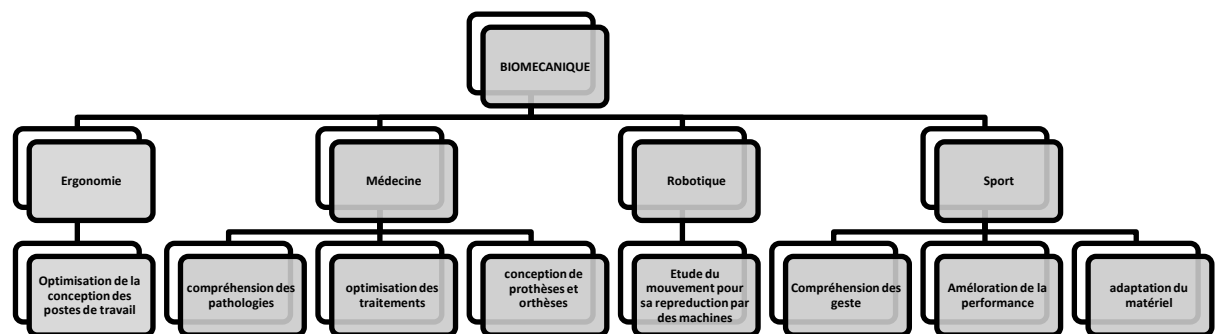 BIOMECANIQUE
Ergonomie
Médecine
Robotique
Sport
Optimisation de la
conception des
postes de travail
compréhension des
pathologies
optimisation des
traitements
conception de
prothèses et
orthèses
Etude du
mouvement pour
sa repreduction par
des machines
Compréhension des
geste
Améloration de la
performance
adaptation du
matériel